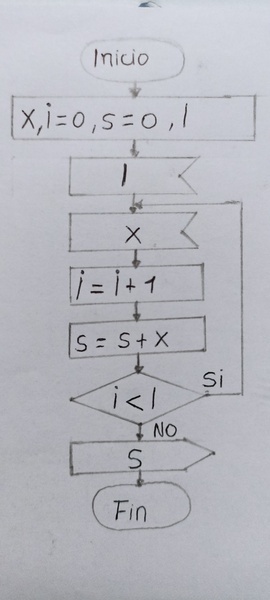 Inicio
X, i=0, s=0, l
l
X
i = i+1
s = s+x
i < l
Si
NO
S
Fin